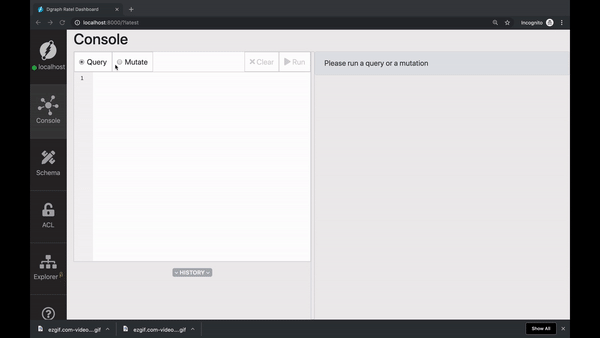 Dgraph Ratel Dashboard
localhost:8000/?latest
Incognito
localhost
Console
Schema
ACL
Explorer β
Console
Query
Mutate
Clear
Run
1
HISTORY
Please run a query or a mutation
ezgif.com-video....gif
ezgif.com-video....gif
Show All